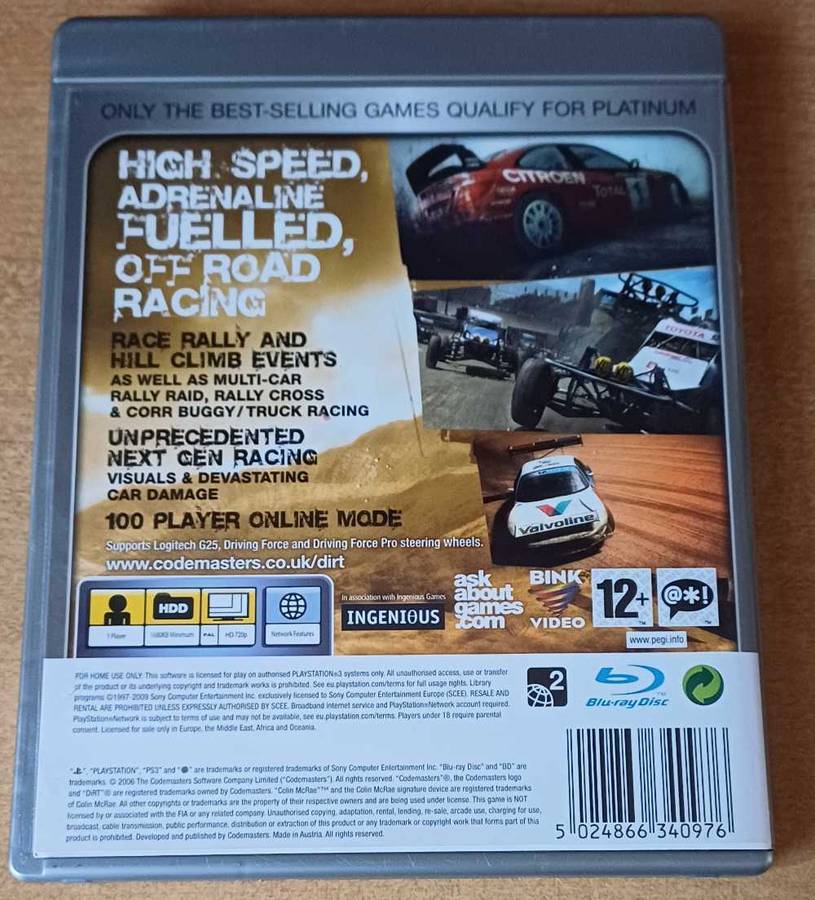 ONLY THE BEST-SELLING GAMES QUALIFY FOR PLATINUM
HIGH SPEED,
ADRENALINE
FUELLED,
OFF ROAD
RACING
RACE RALLY AND
HILL CLIMB EVENTS
AS WELL AS MULTI-CAR
RALLY RAID, RALLY CROSS
& CORR BUGGY/TRUCK RACING
UNPRECEDENTED
NEXT GEN RACING
VISUALS & DEVASTATING
CAR DAMAGE
100 PLAYER ONLINE MODE
Supports Logitech G25, Driving Force and Driving Force Pro steering wheels.
www.codemasters.co.uk/dirt
CITROEN
TOTAL
TOYOTA
Valvoline
HDD
1 Player
Minimum
PAL
HD 720p
Network Features
In association with Ingenious Games
INGENIOUS
ask
about
games
.com
BINK
VIDEO
12+
@*!
www.pegi.info
FOR HOME USE ONLY. This software is licensed for play on authorised PLAYSTATION®3 systems only. All unauthorised access, use or transfer
of the product or its underlying copyright and trademark works is prohibited. See eu.playstation.com/terms for full usage rights. Library
programs ©1997-2009 Sony Computer Entertainment Inc. exclusively licensed to Sony Computer Entertainment Europe (SCEE). RESALE AND
RENTAL ARE PROHIBITED UNLESS EXPRESSLY AUTHORISED BY SCEE. Broadband internet service and PlayStation®Network account required.
PlayStation®Network is subject to terms of use and may not be available, see eu.playstation.com/terms. Players under 18 require parental
consent. Licensed for sale only in Europe, the Middle East, Africa and Oceania.
2
Blu-ray Disc
", "PLAYSTATION", "PS3" and "●" are trademarks or registered trademarks of Sony Computer Entertainment Inc. "Blu-ray Disc" and "BD" are
trademarks. © 2006 The Codemasters Software Company Limited ("Codemasters"). All rights reserved. "Codemasters"®, the Codemasters logo
and "DiRT"® are registered trademarks owned by Codemasters. "Colin McRae"™ and the Colin McRae signature device are registered trademarks
of Colin McRae. All other copyrights or trademarks are the property of their respective owners and are being used under license. This game is NOT
licensed by or associated with the FIA or any related company. Unauthorised copying, adaptation, rental, lending, re-sale, arcade use, charging for use,
broadcast, cable transmission, public performance, distribution or extraction of this product or any trademark or copyright work that forms part of this
product is prohibited. Developed and published by Codemasters. Made in Austria. All rights reserved.
5 024866 340976